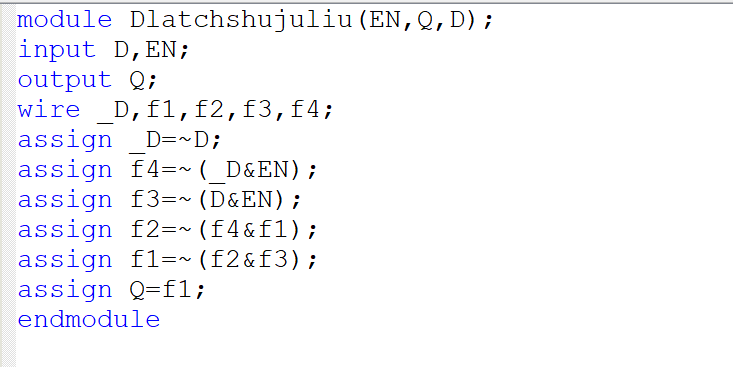 module Dlatchshujuliu(EN,Q,D);
input D,EN;
output Q;
wire _D,f1,f2,f3,f4;
assign _D=~D;
assign f4=~(_D&EN);
assign f3=~(D&EN);
assign f2=~(f4&f1);
assign f1=~(f2&f3);
assign Q=f1;
endmodule